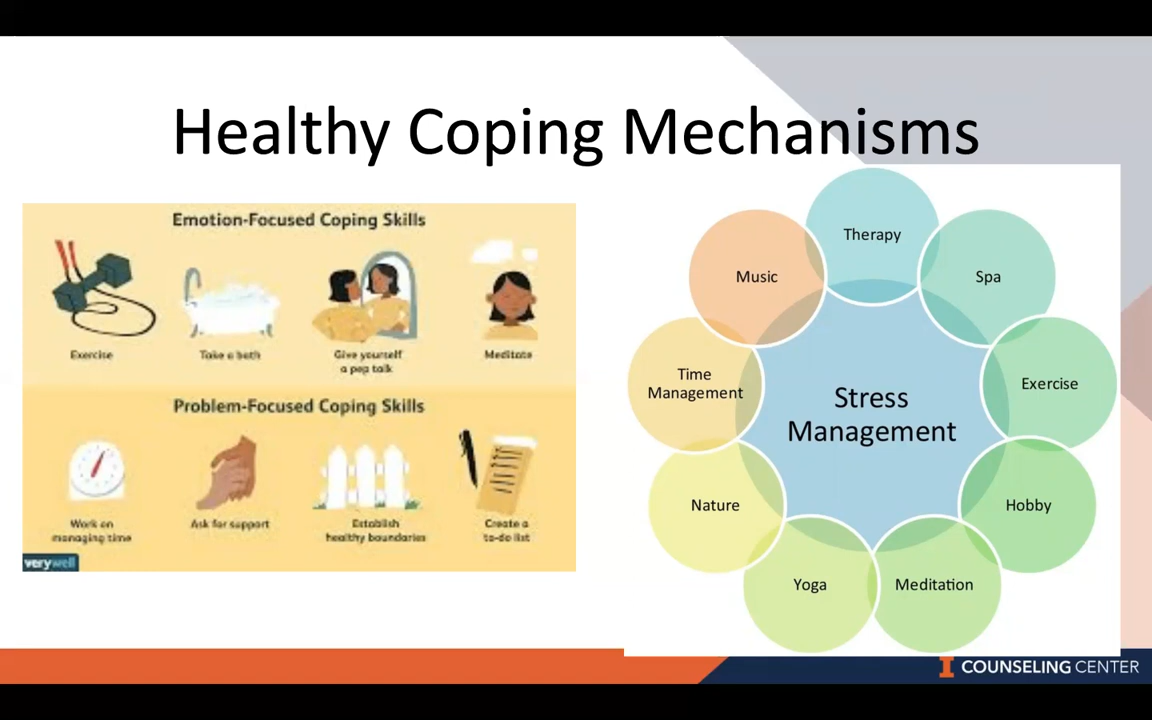 Healthy Coping Mechanisms
Emotion-Focused Coping Skills
Exercise
Take a bath
Give yourself
a pep talk
Meditate
Problem-Focused Coping Skills
Work on
managing time
Ask for support
Establish
healthy boundaries
Create a
to-do list
verywell
Therapy
Spa
Exercise
Hobby
Meditation
Yoga
Nature
Time
Management
Music
Stress
Management
I COUNSELING CENTER